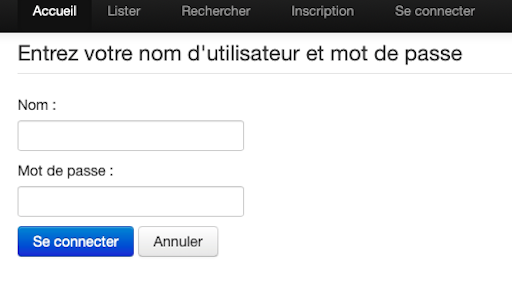 Accueil Lister Rechercher Inscription Se connecter
Entrez votre nom d'utilisateur et mot de passe
Nom :
Mot de passe :
Se connecter Annuler